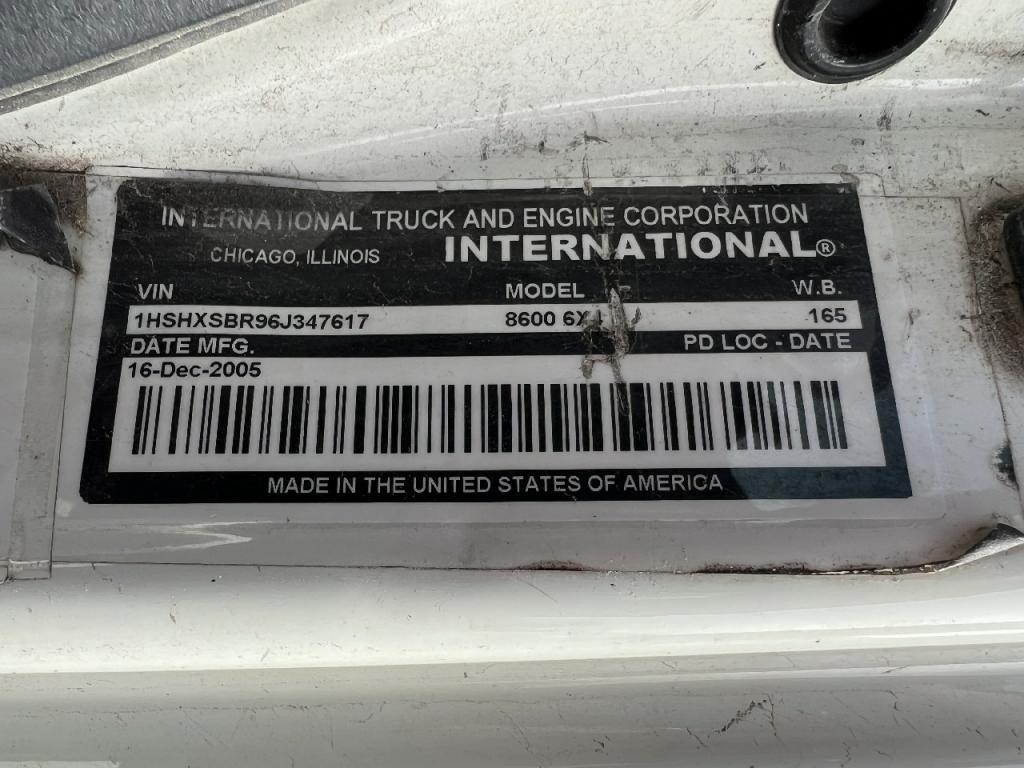 INTERNATIONAL TRUCK AND ENGINE CORPORATION
CHICAGO, ILLINOIS INTERNATIONAL®
VIN MODEL W.B.
1HSHXSBR96J347617 8600 165
DATE MFG. PD LOC - DATE
16-Dec-2005
MADE IN THE UNITED STATES OF AMERICA